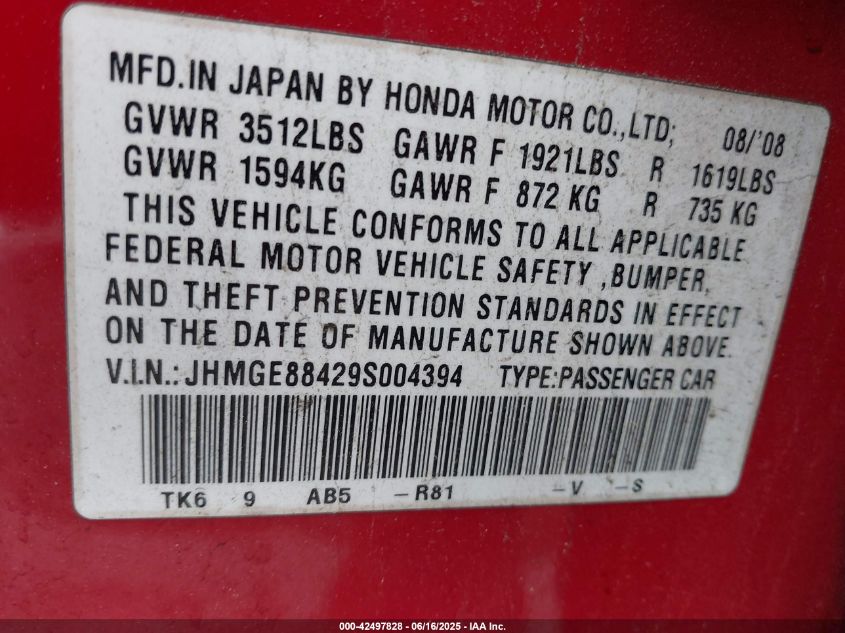 MFD.IN JAPAN BY HONDA MOTOR CO.,LTD; 08/'08
GVWR 3512LBS GAWR F 1921LBS R 1619LBS
GVWR 1594KG GAWR F 872 KG R 735 KG
THIS VEHICLE CONFORMS TO ALL APPLICABLE
FEDERAL MOTOR VEHICLE SAFETY ,BUMPER,
AND THEFT PREVENTION STANDARDS IN EFFECT
ON THE DATE OF MANUFACTURE SHOWN ABOVE.
V.I.N.: JHMGE88429S004394 TYPE:PASSENGER CAR
TK6 9 AB5 -R81 -V -S
000-42497828 - 06/16/2025 - IAA Inc.